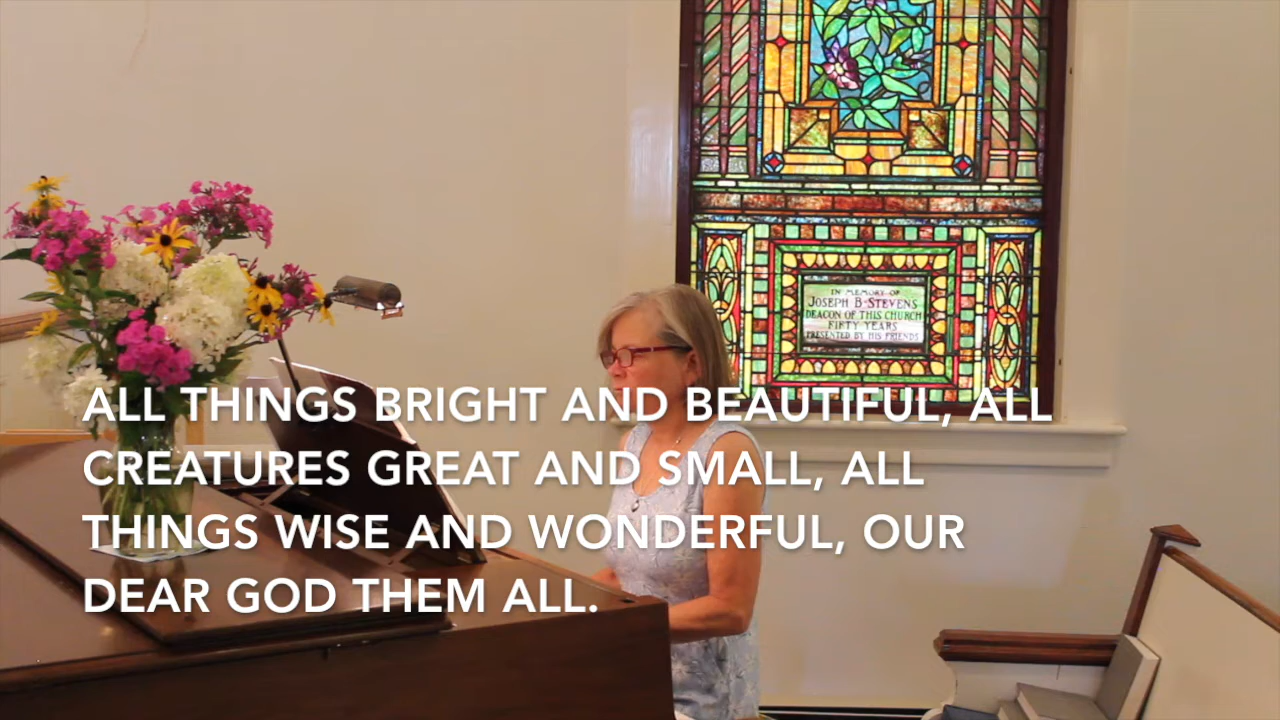 IN MEMORY OF
JOSEPH B. STEVENS
DEACON OF THIS CHURCH
FIFTY YEARS
PRESENTED BY HIS FRIENDS
ALL THINGS BRIGHT AND BEAUTIFUL, ALL
CREATURES GREAT AND SMALL, ALL
THINGS WISE AND WONDERFUL, OUR
DEAR GOD THEM ALL.